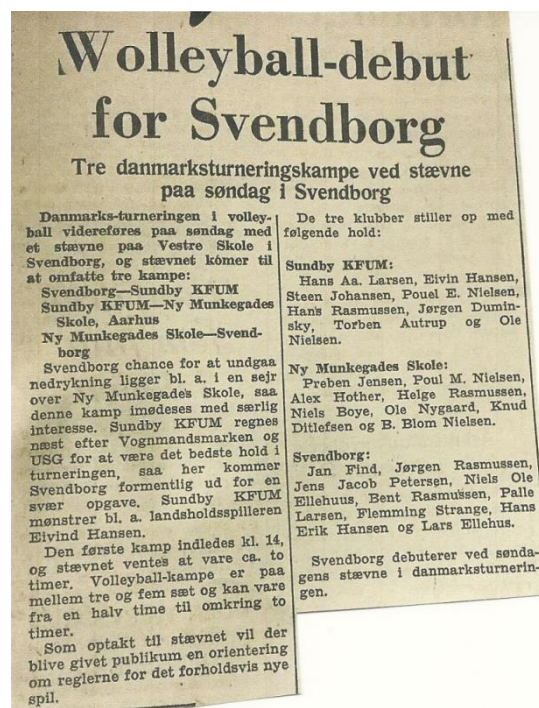 Wolleyball-debut
for Svendborg
Tre danmarksturneringskampe ved stævne
paa søndag i Svendborg
Danmarks-turneringen i volley-
ball videreføres paa søndag med
et stævne paa Vestre Skole i
Svendborg, og stævnet kómer til
at omfatte tre kampe:
Svendborg—Sundby KFUM
Sundby KFUM—Ny Munkegades
Skole, Aarhus
Ny Munkegades Skole—Svend-
borg
Svendborg chance for at undgaa
nedrykning ligger bl. a. i en sejr
over Ny Munkegade's Skole, saa
denne kamp imødeses med særlig
interesse. Sundby KFUM regnes
næst efter Vognmandsmarken og
USG for at være det bedste hold i
turneringen, saa her kommer
Svendborg formentlig ud for en
svær opgave. Sundby KFUM
mønstrer bl. a. landsholdsspilleren
Eivind Hansen.
Den første kamp indledes kl. 14,
og stævnet ventes at vare ca. to
timer. Volleyball-kampe er paa
mellem tre og fem sæt og kan vare
fra en halv time til omkring to
timer.
Som optakt til stævnet vil der
blive givet publikum en orientering
om reglerne for det forholdsvis nye
spil.
De tre klubber stiller op med
følgende hold:
Sundby KFUM:
Hans Aa. Larsen, Eivin Hansen,
Steen Johansen, Pouel E. Nielsen,
Hans Rasmussen, Jørgen Dumin-
sky, Torben Autrup og Ole
Nielsen.
Ny Munkegades Skole:
Preben Jensen, Poul M. Nielsen,
Alex Hother, Helge Rasmussen,
Niels Boye, Ole Nygaard, Knud
Ditlefsen og B. Blom Nielsen.
Svendborg:
Jan Find, Jørgen Rasmussen,
Jens Jacob Petersen, Niels Ole
Ellehuus, Bent Rasmussen, Palle
Larsen, Flemming Strange, Hans
Erik Hansen og Lars Ellehus.
Svendborg debuterer ved sønda-
gens stævne i danmarksturnerin-
gen.